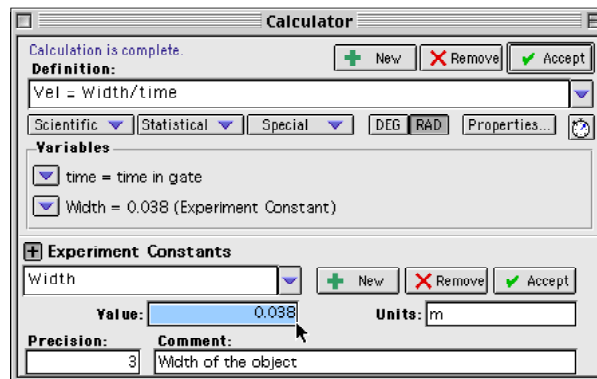 Calculator
Calculation is complete.
Definition:
New
Remove
Accept
Vel = Width/time
Scientific Statistical Special DEG RAD Properties...
Variables
time = time in gate
Width = 0.038 (Experiment Constant)
Experiment Constants
Width New Remove Accept
Value: 0.038 Units: m
Precision: Comment:
3 Width of the object